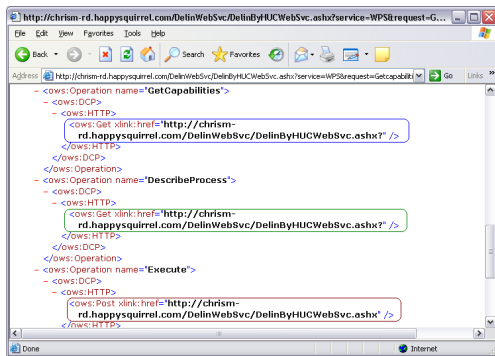 http://chrism-rd.happysquirrel.com/DelinWebSvc/DelinByHUCWebSvc.ashx?service=WPS&request=G...
File Edit View Favorites Tools Help
Back Search Favorites
Address http://chrism-rd.happysquirrel.com/DelinWebSvc/DelinByHUCWebSvc.ashx?service=WPS&request=Getcapabiliti Go Links »
- <ows:Operation name="GetCapabilities">
- <ows:DCP>
- <ows:HTTP>
<ows:Get xlink:href="http://chrism-
rd.happysquirrel.com/DelinWebSvc/DelinByHUCWebSvc.ashx?" />
</ows:HTTP>
</ows:DCP>
</ows:Operation>
- <ows:Operation name="DescribeProcess">
- <ows:DCP>
- <ows:HTTP>
<ows:Get xlink:href="http://chrism-
rd.happysquirrel.com/DelinWebSvc/DelinByHUCWebSvc.ashx?" />
</ows:HTTP>
</ows:DCP>
</ows:Operation>
- <ows:Operation name="Execute">
- <ows:DCP>
- <ows:HTTP>
<ows:Post xlink:href="http://chrism-
rd.happysquirrel.com/DelinWebSvc/DelinByHUCWebSvc.ashx" />
</ows:HTTP>
Done Internet